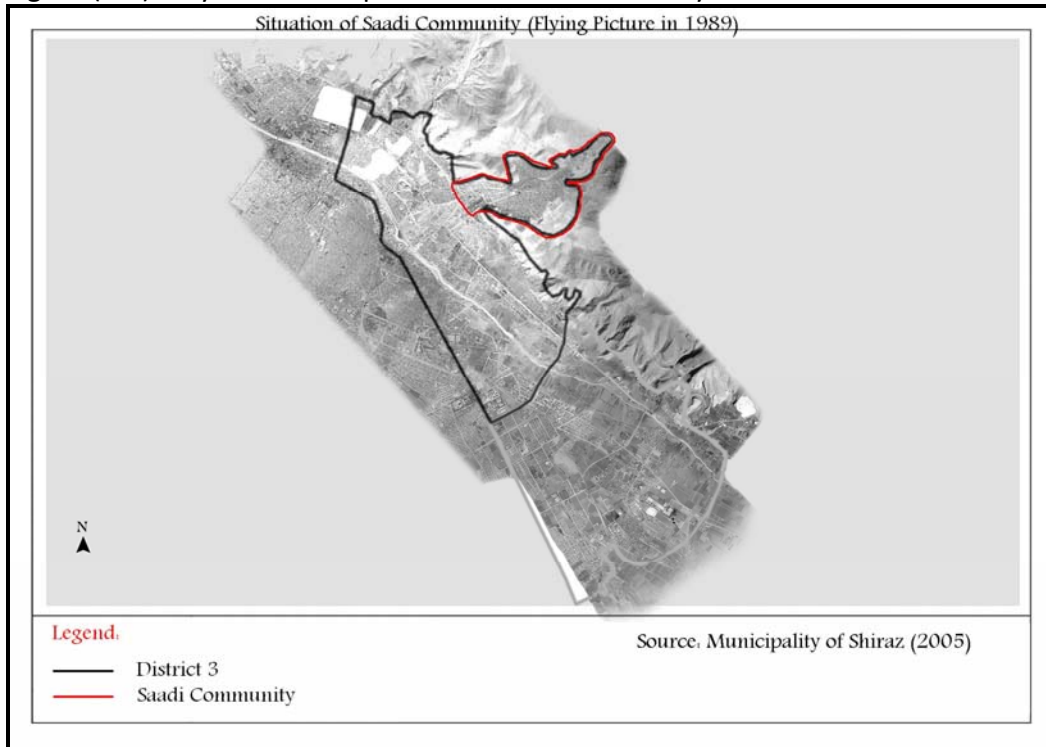 Situation of Saadi Community (Flying Picture in 1989)
N
Legend:
Source: Municipality of Shiraz (2005)
District 3
Saadi Community